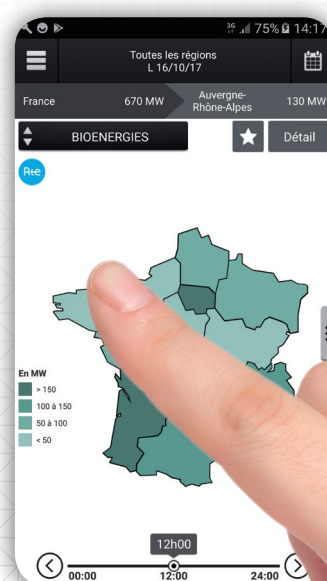 3G 75% 14:17
Toutes les régions
L 16/10/17
France 670 MW Auvergne-
Rhône-Alpes 130 MW
BIOENERGIES Détail
Rte
En MW
> 150
100 à 150
50 à 100
< 50
12h00
00:00 12:00 24:00